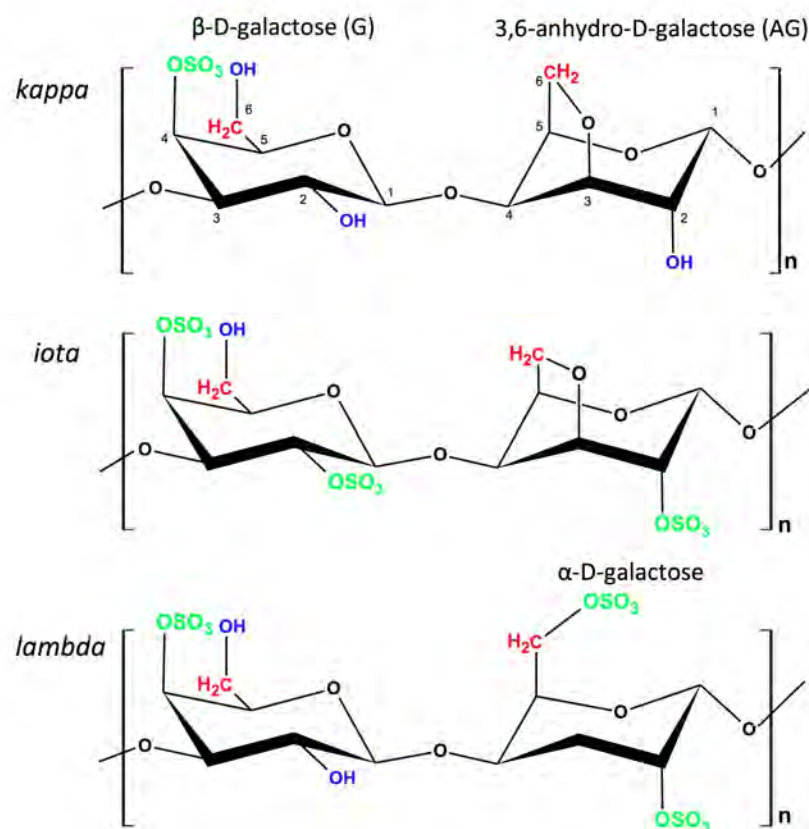 β-D-galactose (G) 3,6-anhydro-D-galactose (AG)
kappa
OSO₃ OH 6 CH₂
6 O 1
4 H₂C 5 O 5 O
O 2 1 O O
3 OH 4 3 2
OH n
iota
OSO₃ OH H₂C O
H₂C O O
O O O
OSO₃ OSO₃ n
α-D-galactose
lambda
OSO₃ OH OSO₃
H₂C H₂C
O O
O O O
OH OSO₃ n